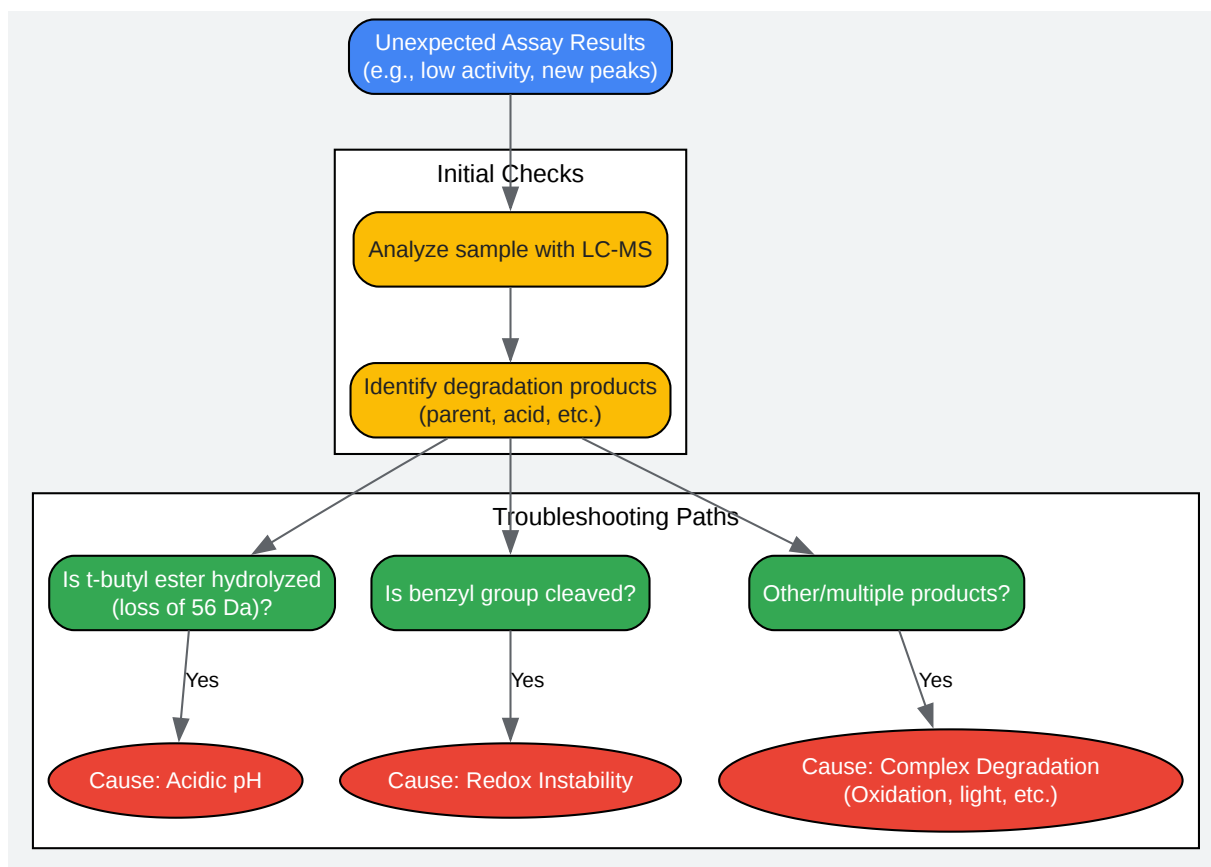 Unexpected Assay Results
(e.g., low activity, new peaks)
Initial Checks
Analyze sample with LC-MS
Identify degradation products
(parent, acid, etc.)
Troubleshooting Paths
Is t-butyl ester hydrolyzed
(loss of 56 Da)?
Is benzyl group cleaved?
Other/multiple products?
Yes
Yes
Yes
Cause: Acidic pH
Cause: Redox Instability
Cause: Complex Degradation
(Oxidation, light, etc.)